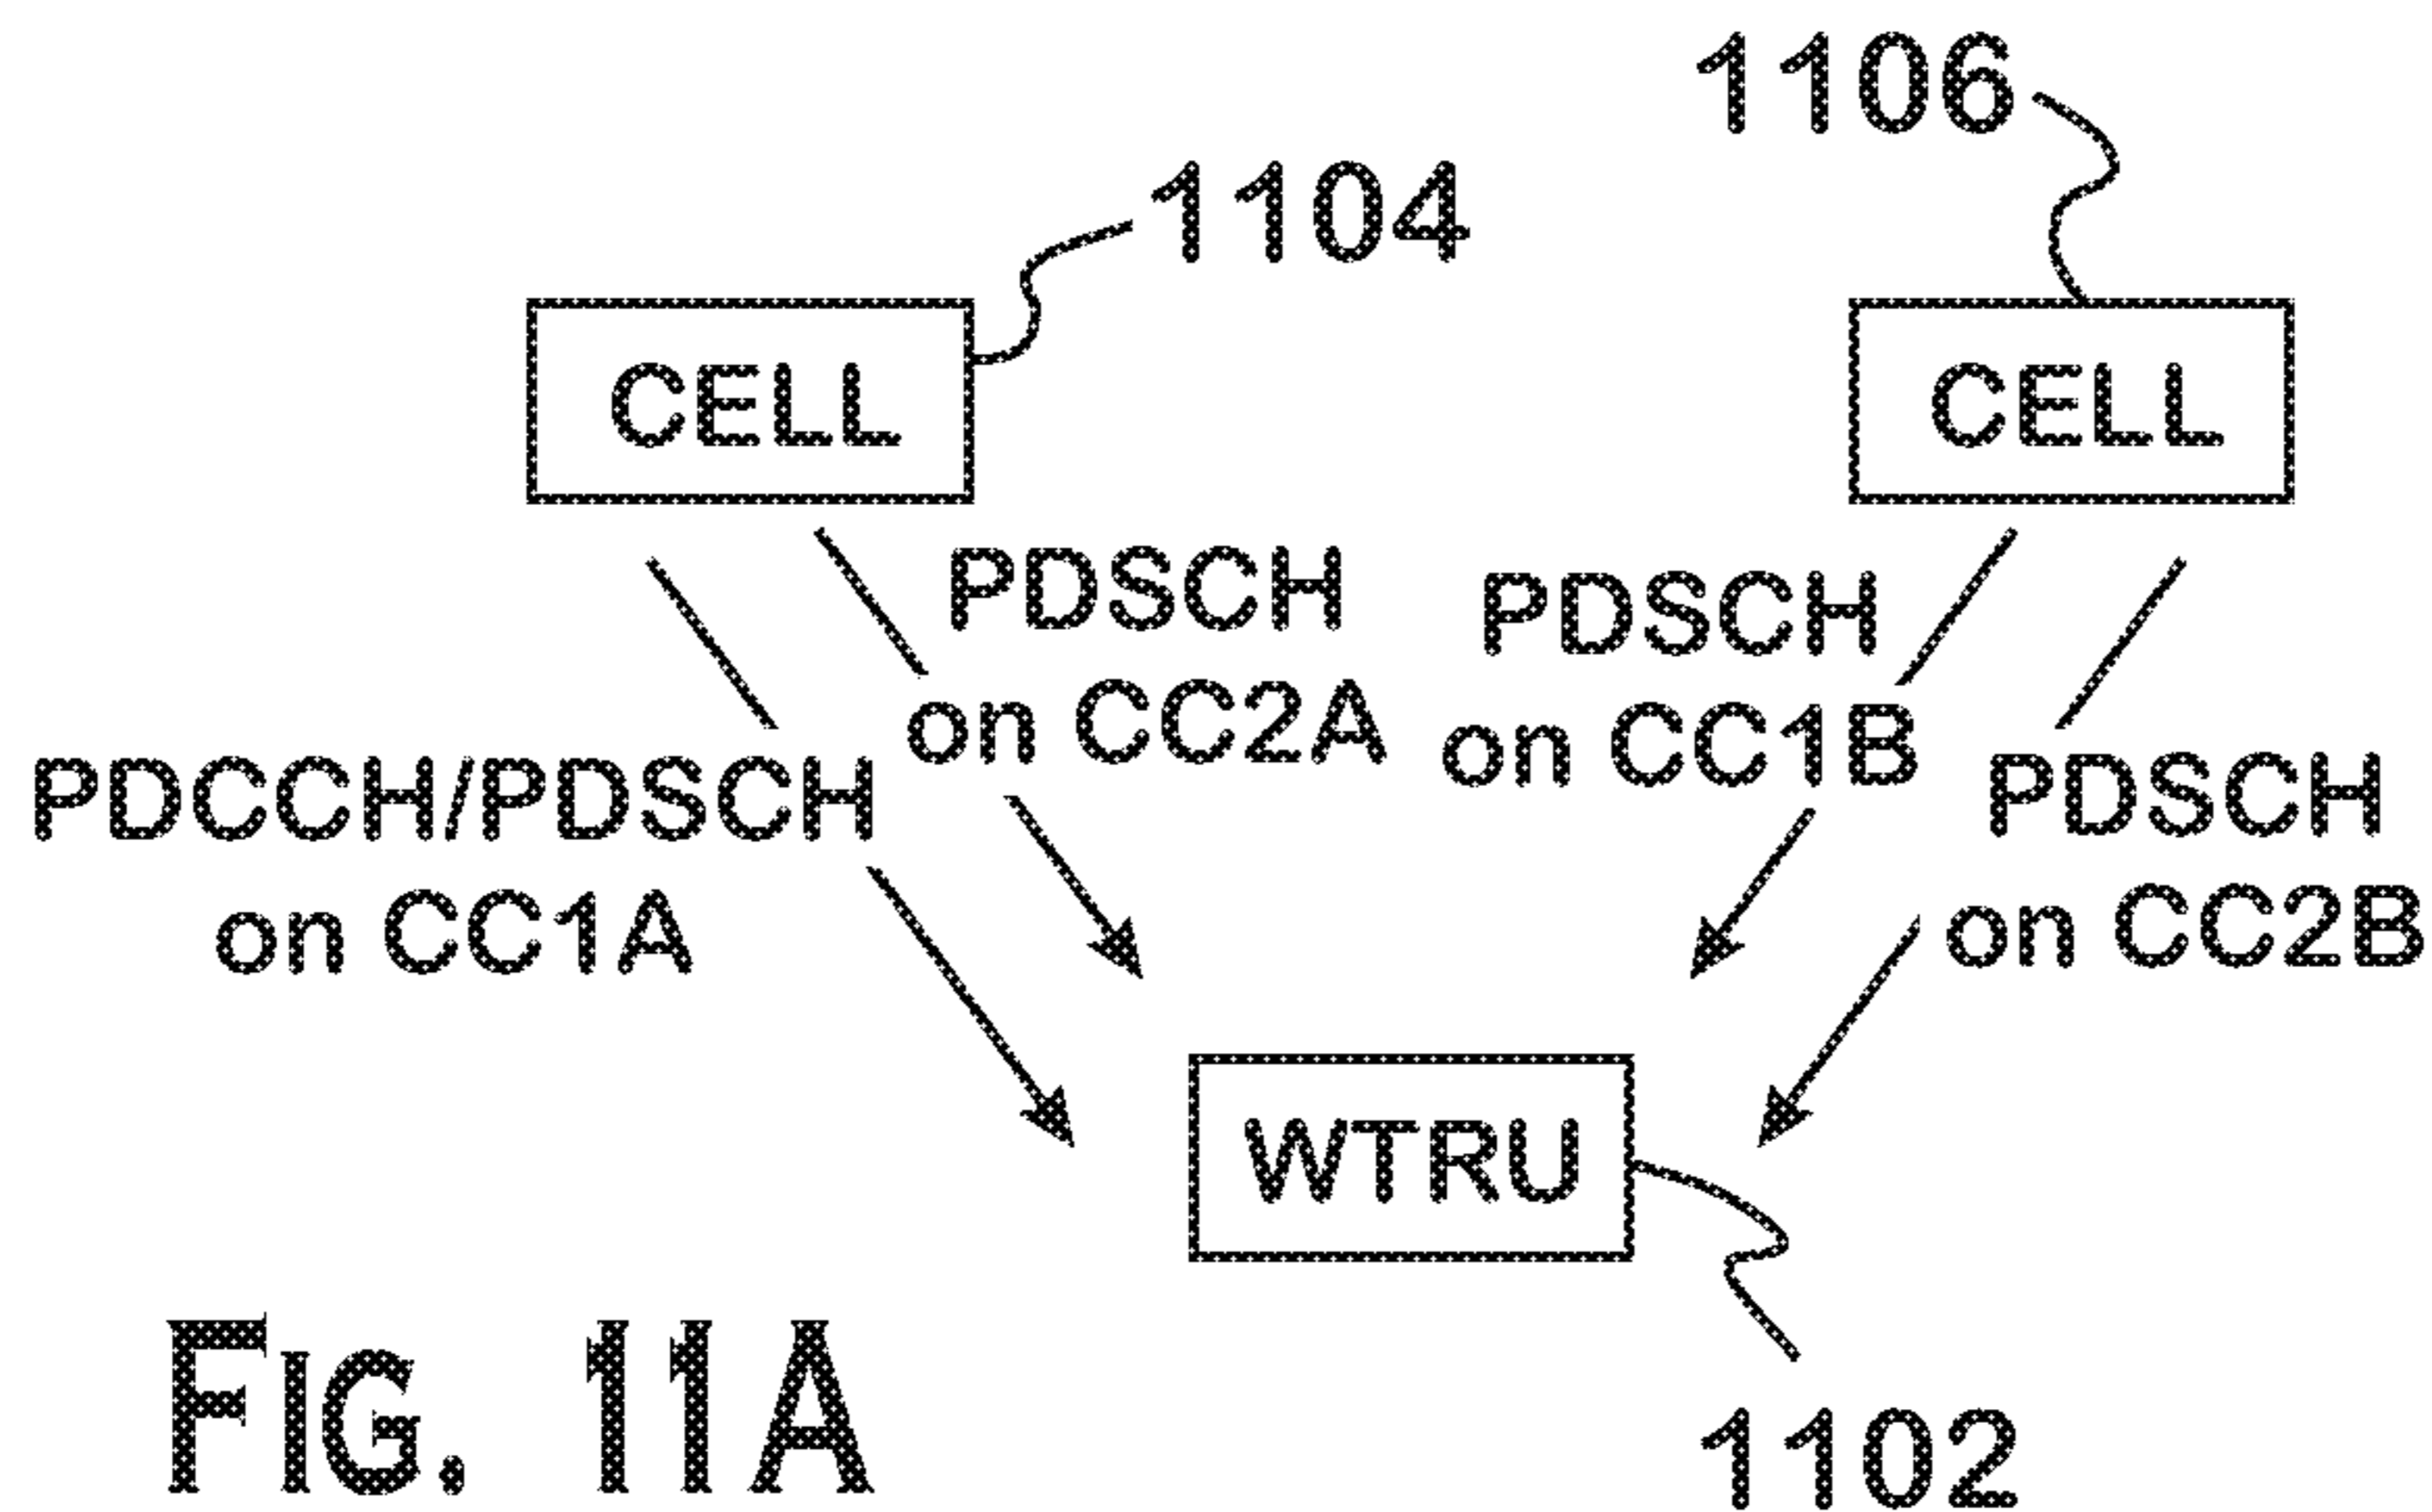 1106
1104
CELL
CELL
PDSCH
on CC2A
PDSCH
on CC1B
PDCCH/PDSCH
on CC1A
PDSCH
on CC2B
WTRU
1102
FIG. 11A